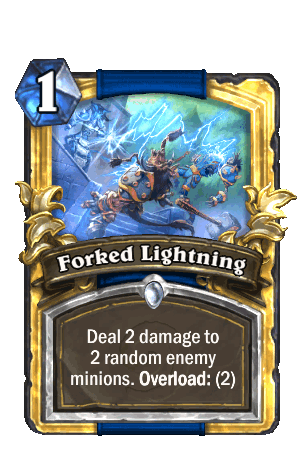 1
Forked Lightning
Deal 2 damage to
2 random enemy
minions. Overload: (2)